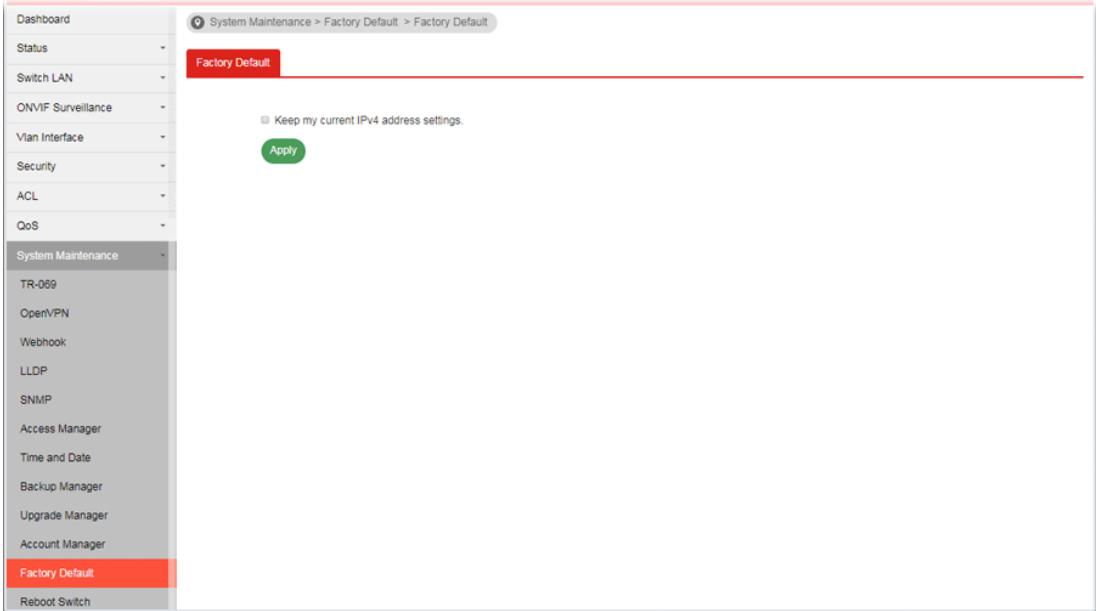 Dashboard
Status
Switch LAN
ONVIF Surveillance
Vlan Interface
Security
ACL
QoS
System Maintenance
TR-069
OpenVPN
Webhook
LLDP
SNMP
Access Manager
Time and Date
Backup Manager
Upgrade Manager
Account Manager
Factory Default
Reboot Switch
System Maintenance > Factory Default > Factory Default
Factory Default
Keep my current IPv4 address settings.
Apply